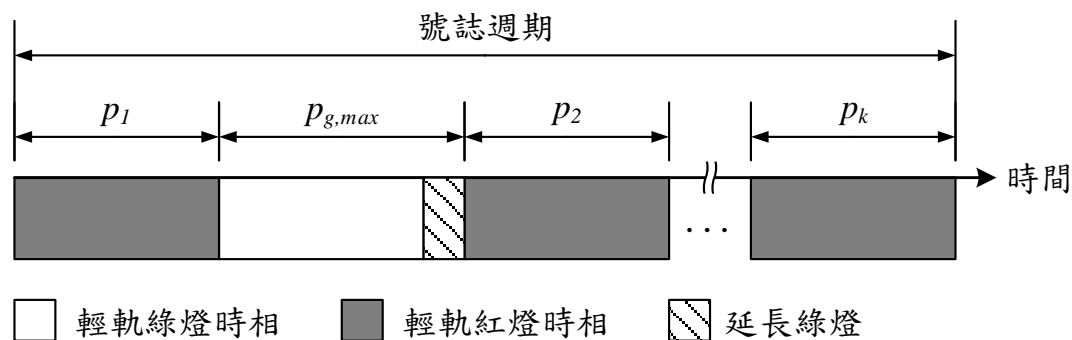 號誌週期
p1 pg,max p2 pk
時間
...
輕軌綠燈時相 輕軌紅燈時相 延長綠燈